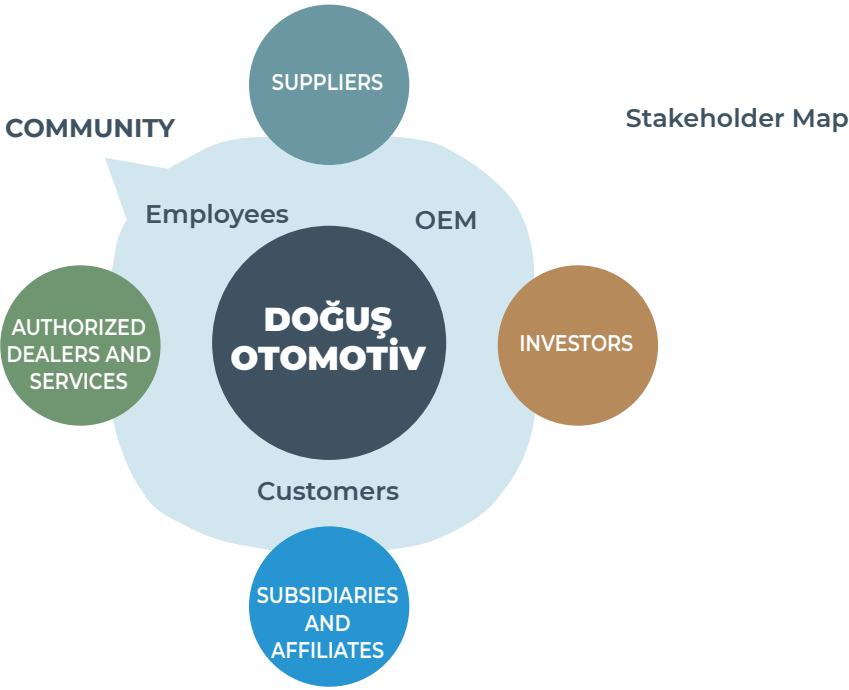 SUPPLIERS
Stakeholder Map
COMMUNITY
Employees
OEM
DOĞUŞ
OTOMOTİV
AUTHORIZED
DEALERS AND
SERVICES
INVESTORS
Customers
SUBSIDIARIES
AND
AFFILIATES